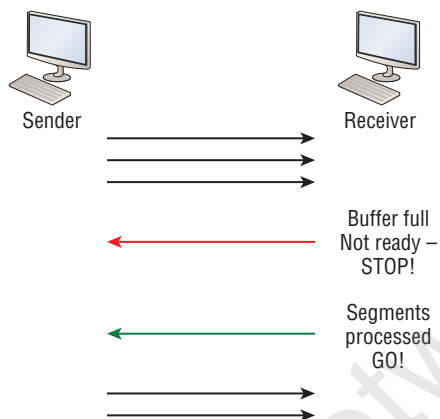 Sender
Receiver
Buffer full
Not ready –
STOP!
Segments
processed
GO!